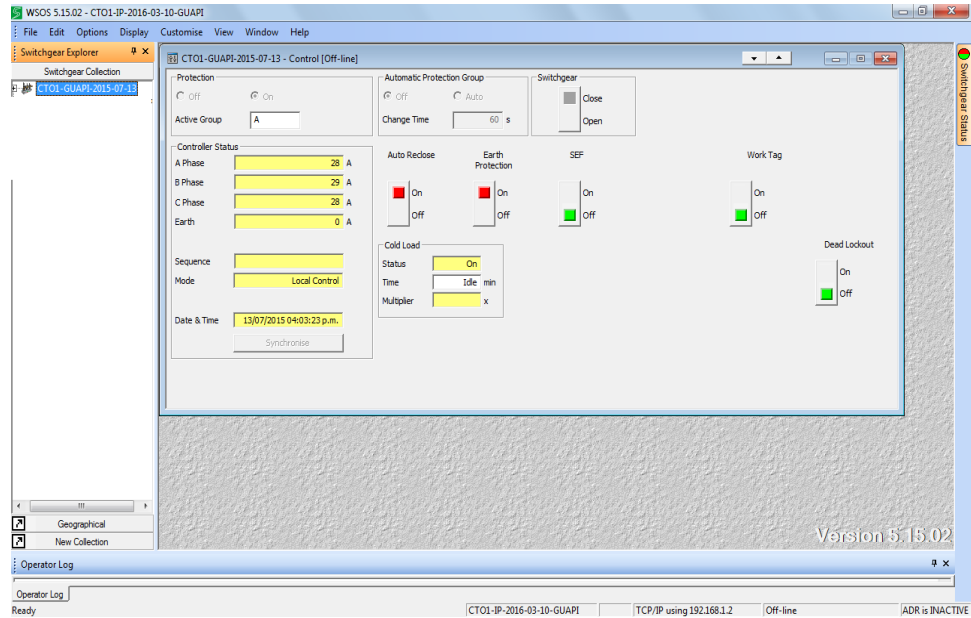 WSOS 5.15.02 - CTO1-IP-2016-03-10-GUAPI
File Edit Options Display Customise View Window Help
Switchgear Explorer
Switchgear Collection
CTO1-GUAPI-2015-07-13
CTO1-GUAPI-2015-07-13 - Control [Off-line]
Protection
Off On
Active Group A
Automatic Protection Group
Off Auto
Change Time 60 s
Switchgear
Close
Open
Controller Status
A Phase 28 A
B Phase 29 A
C Phase 28 A
Earth 0 A
Sequence
Mode Local Control
Date & Time 13/07/2015 04:03:23 p.m.
Synchronise
Auto Reclose
On
Off
Earth
Protection
On
Off
SEF
On
Off
Work Tag
On
Off
Cold Load
Status On
Time Idle min
Multiplier x
Dead Lockout
On
Off
Switchgear Status
Geographical
New Collection
Version 5.15.02
Operator Log
Operator Log
Ready CTO1-IP-2016-03-10-GUAPI TCP/IP using 192.168.1.2 Off-line ADR is INACTIVE